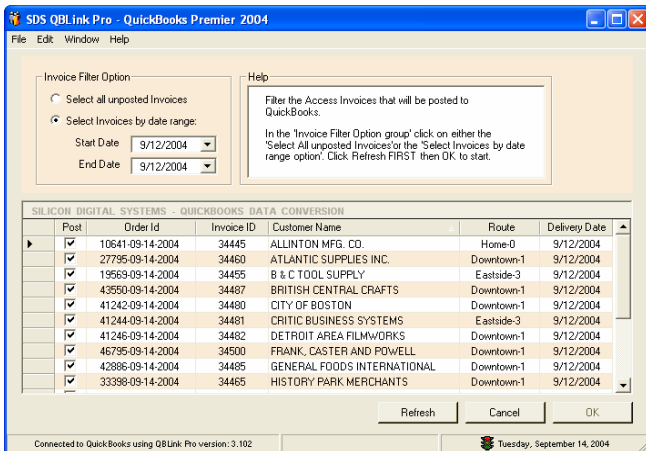 SDS QBLink Pro - QuickBooks Premier 2004
File Edit Window Help
Invoice Filter Option
Select all unposted Invoices
Select Invoices by date range:
Start Date 9/12/2004
End Date 9/12/2004
Help
Filter the Access Invoices that will be posted to
QuickBooks.
In the 'Invoice Filter Option group' click on either the
'Select All unposted Invoices'or the 'Select Invoices by date
range option'. Click Refresh FIRST then OK to start.
SILICON DIGITAL SYSTEMS - QUICKBOOKS DATA CONVERSION
Post Order Id Invoice ID Customer Name Route Delivery Date
10641-09-14-2004 34445 ALLINTON MFG. CO. Home-0 9/12/2004
27795-09-14-2004 34460 ATLANTIC SUPPLIES INC. Downtown-1 9/12/2004
19569-09-14-2004 34455 B & C TOOL SUPPLY Eastside-3 9/12/2004
43550-09-14-2004 34487 BRITISH CENTRAL CRAFTS Downtown-1 9/12/2004
41242-09-14-2004 34480 CITY OF BOSTON Downtown-1 9/12/2004
41244-09-14-2004 34481 CRITIC BUSINESS SYSTEMS Eastside-3 9/12/2004
41246-09-14-2004 34482 DETROIT AREA FILMWORKS Downtown-1 9/12/2004
46795-09-14-2004 34500 FRANK, CASTER AND POWELL Downtown-1 9/12/2004
42886-09-14-2004 34485 GENERAL FOODS INTERNATIONAL Downtown-1 9/12/2004
33398-09-14-2004 34465 HISTORY PARK MERCHANTS Downtown-1 9/12/2004
Refresh Cancel OK
Connected to QuickBooks using QBLink Pro version: 3.102 Tuesday, September 14, 2004